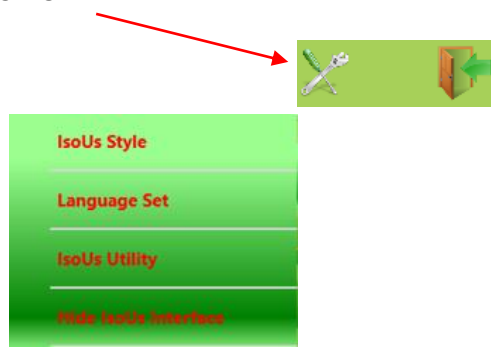 IsoUs Style
Language Set
IsoUs Utility
Hide IsoUs Interface